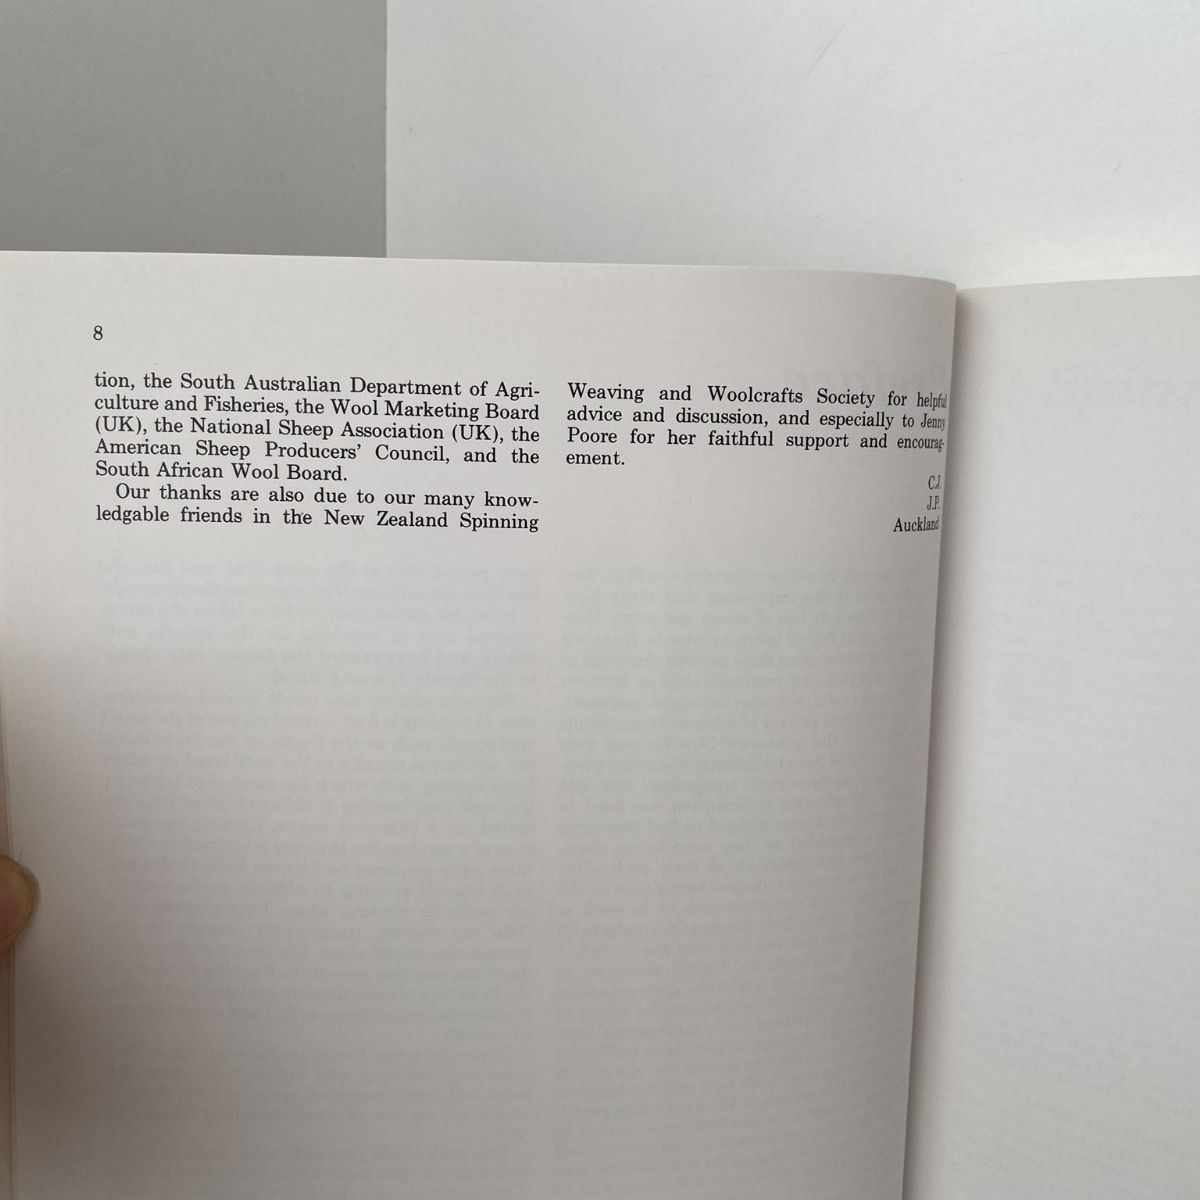 8
tion, the South Australian Department of Agri-
culture and Fisheries, the Wool Marketing Board
(UK), the National Sheep Association (UK), the
American Sheep Producers' Council, and the
South African Wool Board.
Our thanks are also due to our many know-
ledgable friends in the New Zealand Spinning
Weaving and Woolcrafts Society for helpful
advice and discussion, and especially to Jenny
Poore for her faithful support and encourag-
ement.
C.J.
J.P.
Auckland